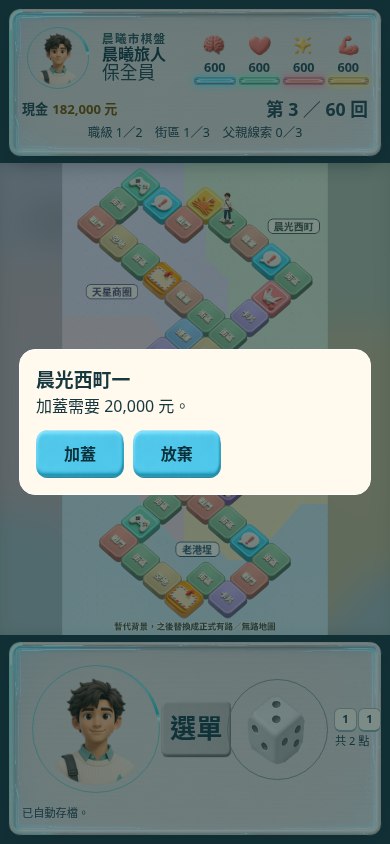 晨曦市棋盤
晨曦旅人
保全員
600 600 600 600
現金 182,000 元
第 3 ／ 60 回
職級 1／2 街區 1／3 父親線索 0／3
晨光西町
天星商圈
晨光西町一
加蓋需要 20,000 元。
加蓋 放棄
老港埕
暫代背景，之後替換成正式有路／無路地圖
選單
1 1
共 2 點
已自動存檔。